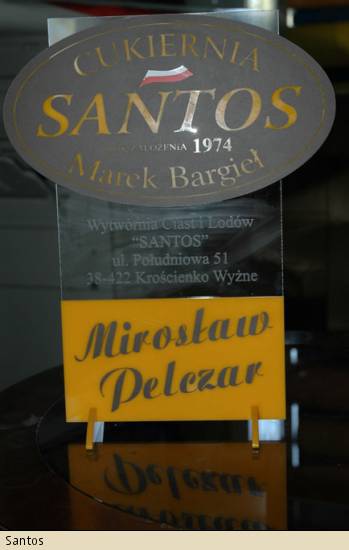 CUKIERNIA
SANTOS
ROK ZAŁOŻENIA 1974
Marek Bargieł
Wytwórnia Ciast i Lodów
"SANTOS"
ul. Południowa 51
38-422 Krościenko Wyżne
Mirosław
Pelczar
Santos